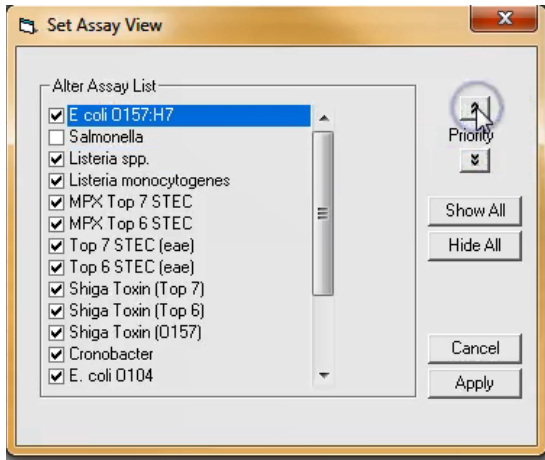 Set Assay View
Alter Assay List
E coli O157:H7
Salmonella
Listeria spp.
Listeria monocytogenes
MPX Top 7 STEC
MPX Top 6 STEC
Top 7 STEC (eae)
Top 6 STEC (eae)
Shiga Toxin (Top 7)
Shiga Toxin (Top 6)
Shiga Toxin (O157)
Cronobacter
E. coli O104
Priority
Show All
Hide All
Cancel
Apply